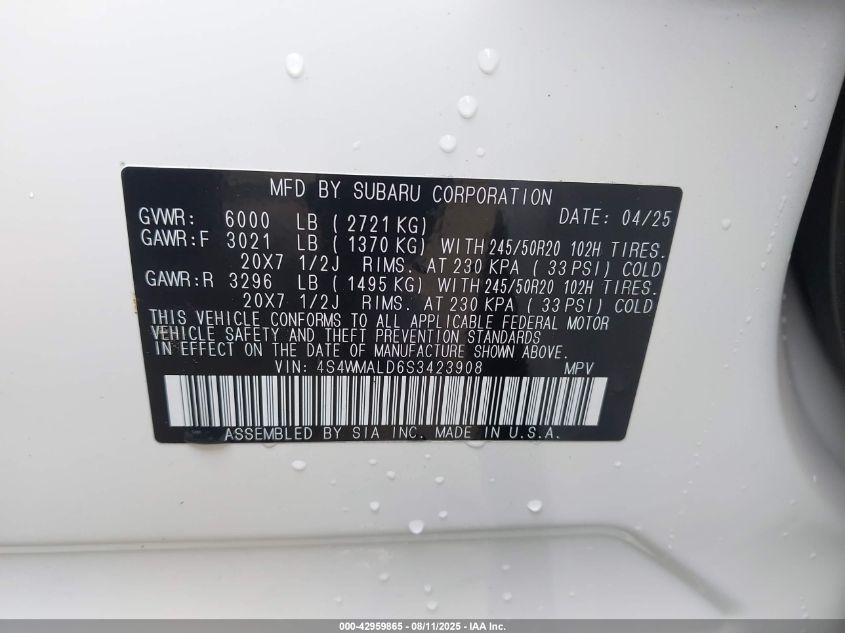 MFD BY SUBARU CORPORATION
GVWR: 6000 LB ( 2721 KG) DATE: 04/25
GAWR:F 3021 LB ( 1370 KG) WITH 245/50R20 102H TIRES.
20X7 1/2J RIMS. AT 230 KPA ( 33 PSI) COLD
GAWR:R 3296 LB ( 1495 KG) WITH 245/50R20 102H TIRES.
20X7 1/2J RIMS. AT 230 KPA ( 33 PSI) COLD
THIS VEHICLE CONFORMS TO ALL APPLICABLE FEDERAL MOTOR
VEHICLE SAFETY AND THEFT PREVENTION STANDARDS
IN EFFECT ON THE DATE OF MANUFACTURE SHOWN ABOVE.
VIN: 4S4WMALD6S3423908 MPV
ASSEMBLED BY SIA INC. MADE IN U.S.A.
000-42959865 - 08/11/2025 - IAA Inc.